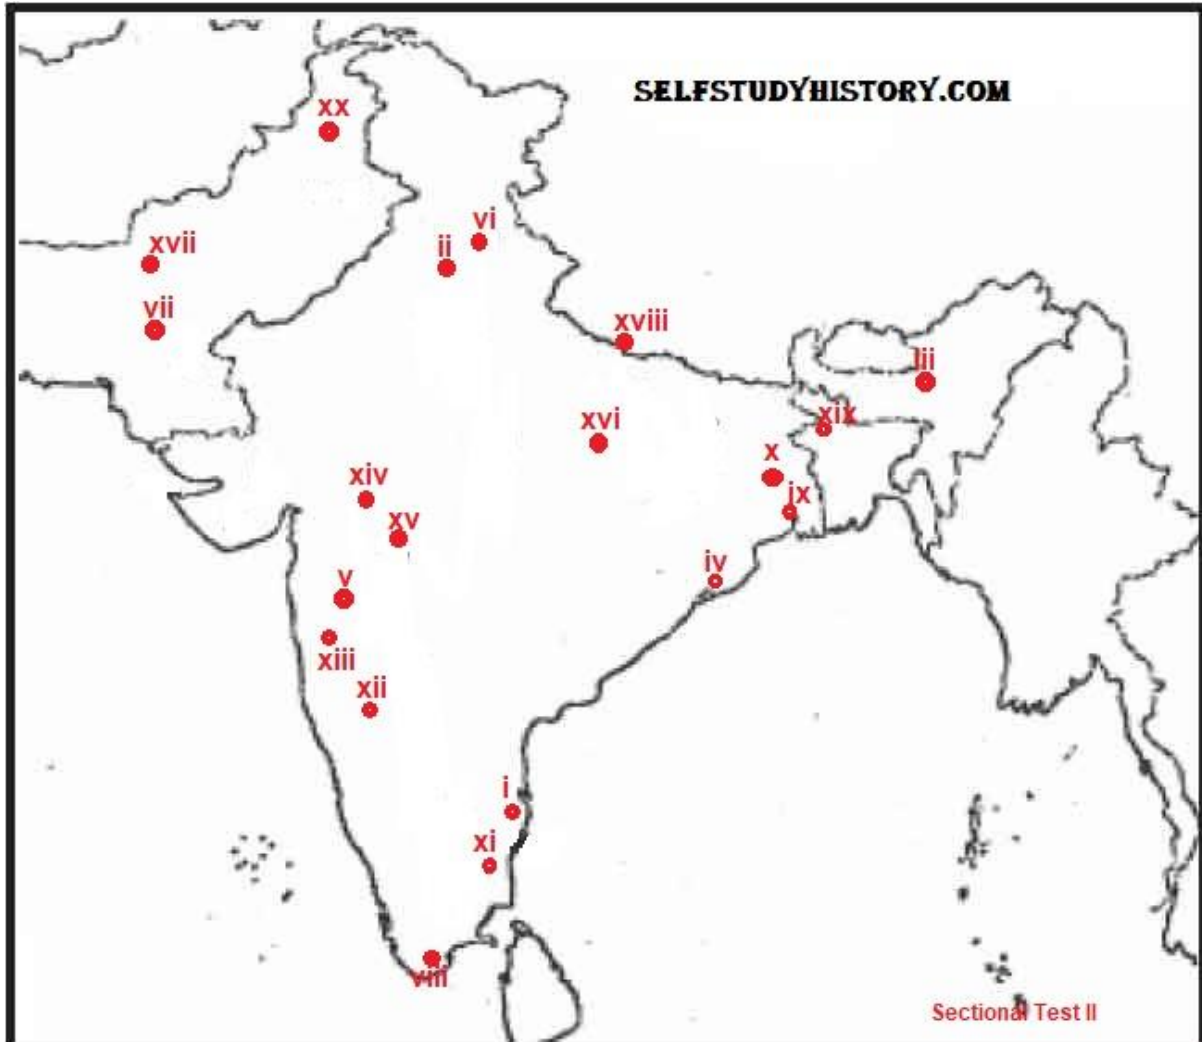 SELFSTUDYHISTORY.COM
xx
vi
xvii
ii
vii
xviii
iii
xix
xvi
x
xiv
ix
xv
iv
v
xiii
xii
i
xi
viii
Sectional Test II